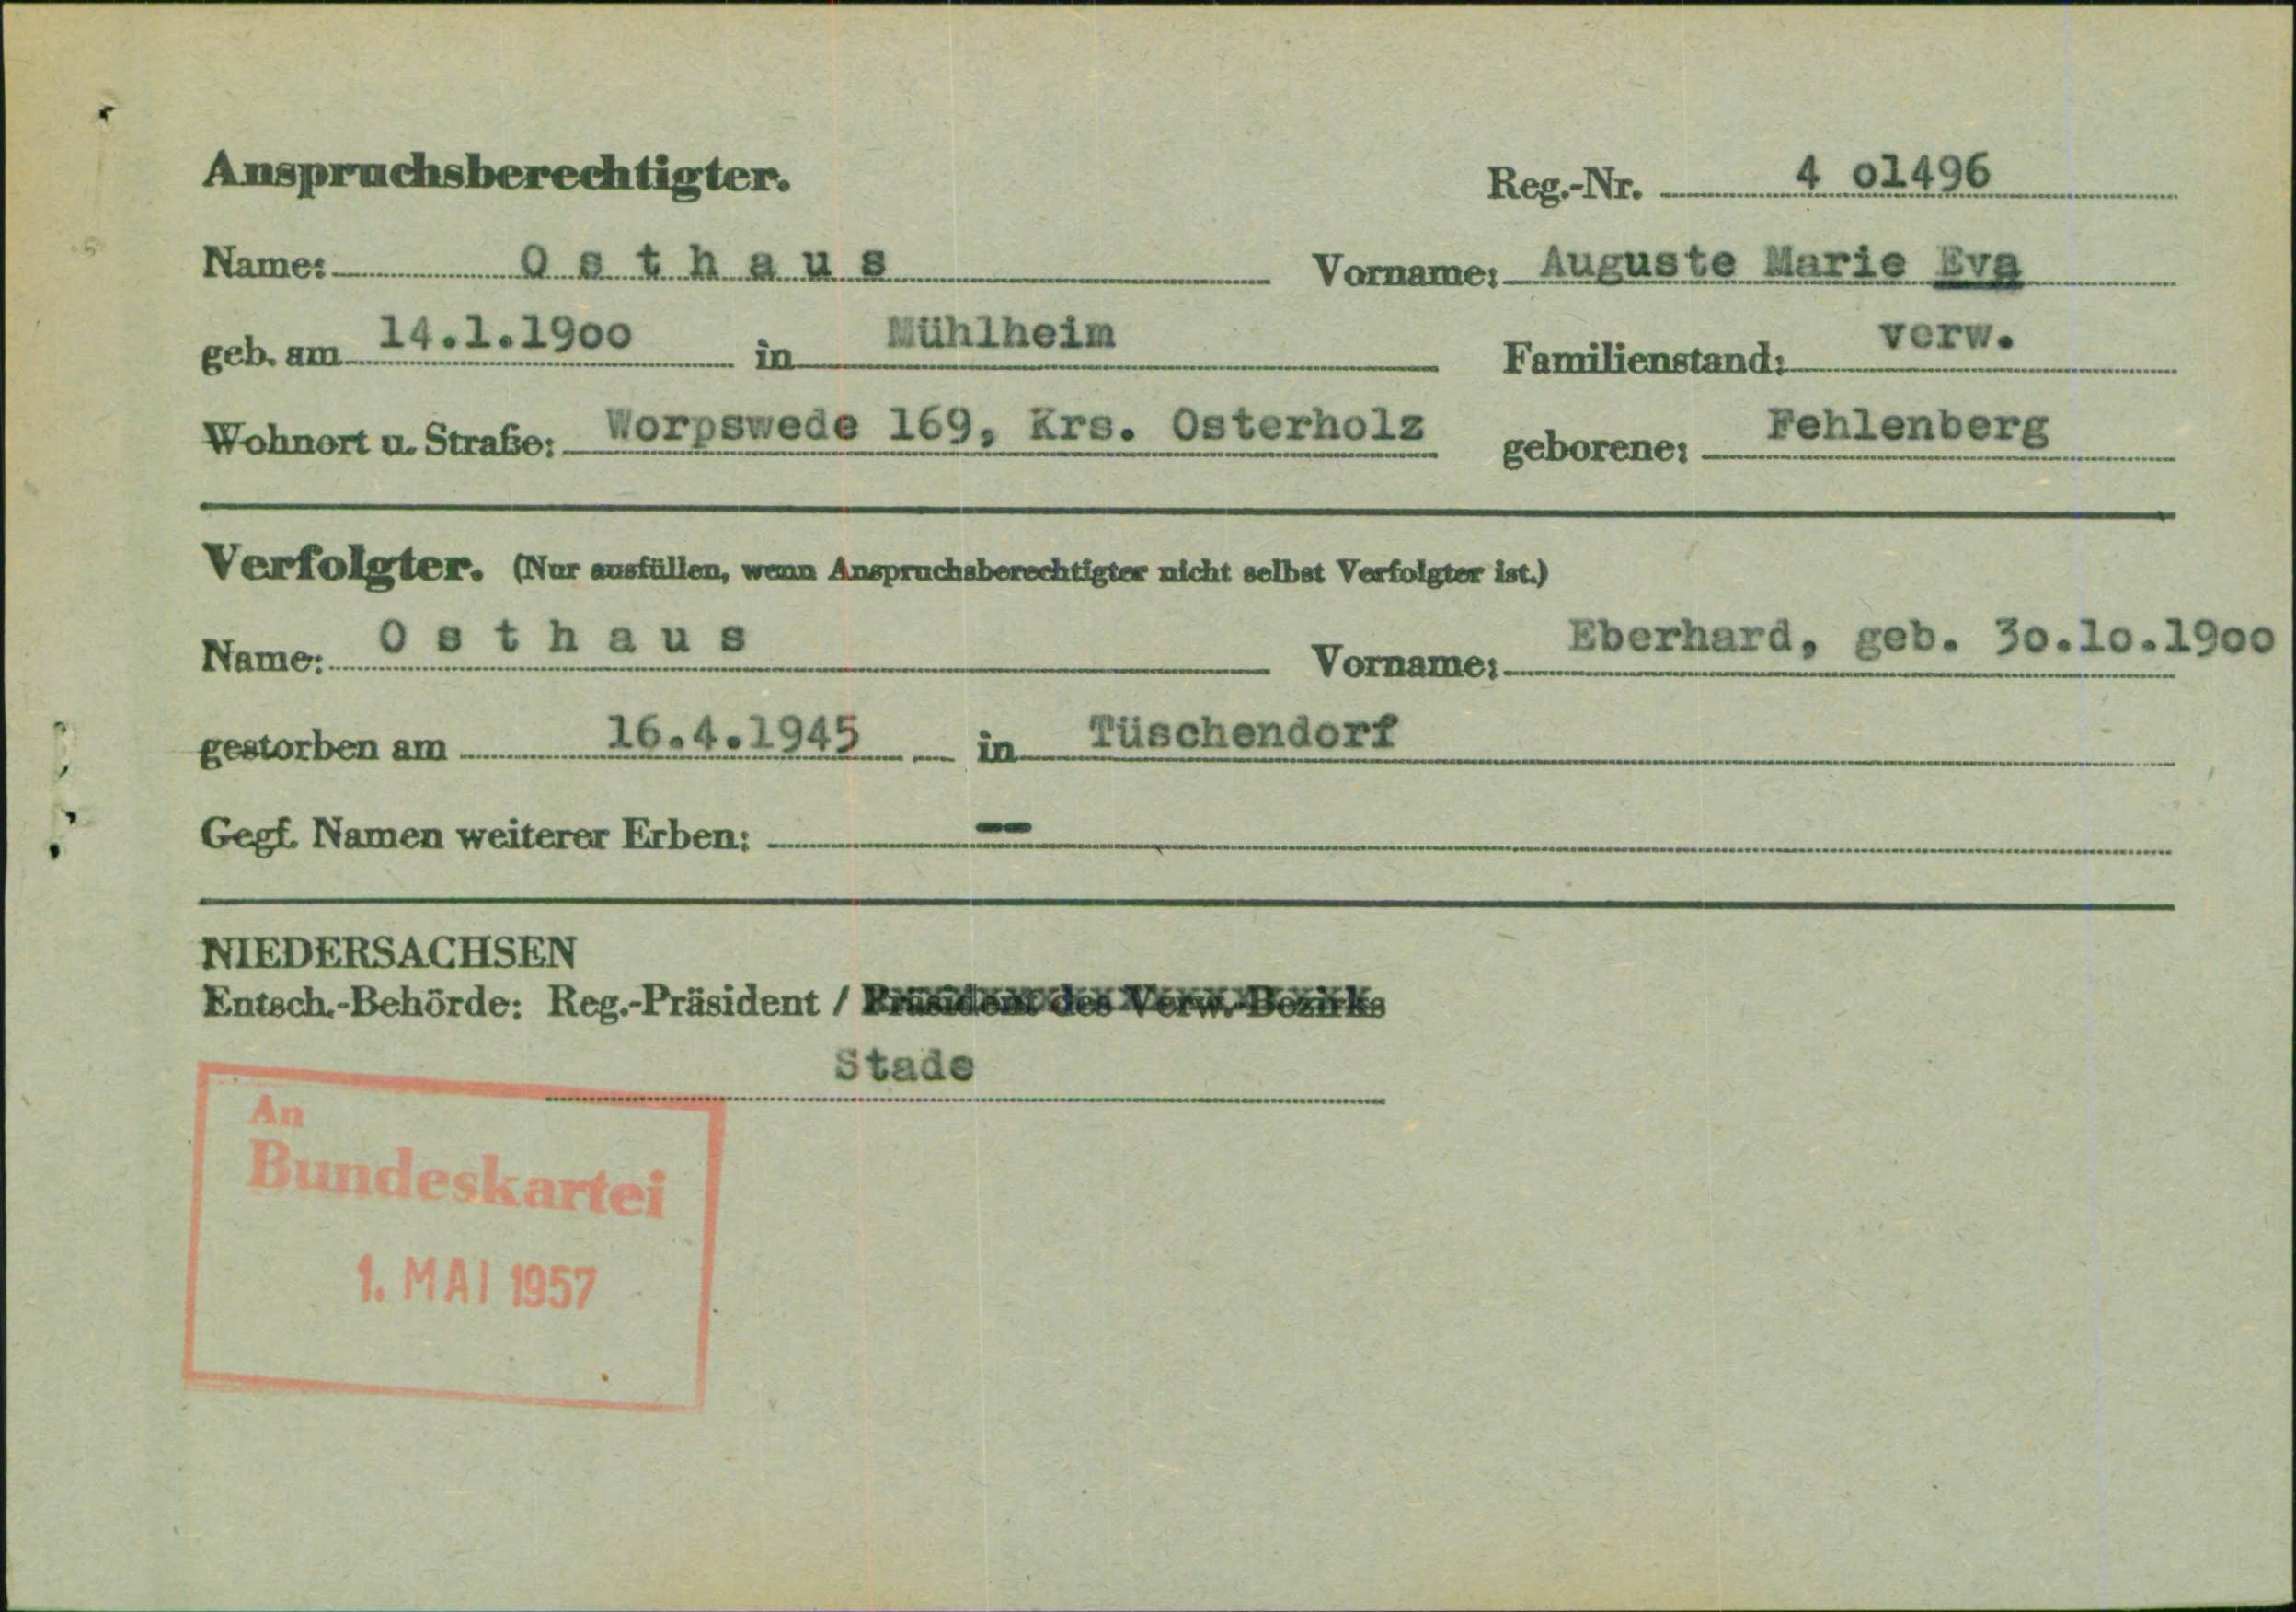 Anspruchsberechtigter. Reg.-Nr. 4 o1496
Name: O s t h a u s Vorname: Auguste Marie Eva
geb. am 14.1.19oo in Mühlheim Familienstand: verw.
Wohnort u. Straße: Worpswede 169, Krs. Osterholz geborene: Fehlenberg
Verfolgter. (Nur ausfüllen, wenn Anspruchsberechtigter nicht selbst Verfolgter ist.)
Name: O s t h a u s Vorname: Eberhard, geb. 3o.1o.19oo
gestorben am 16.4.1945 in Tüschendorf
Gegf. Namen weiterer Erben: --
NIEDERSACHSEN
Entsch.-Behörde: Reg.-Präsident / Präsident des Verw.-Bezirks
Stade
An
Bundeskartei
1. MAI 1957